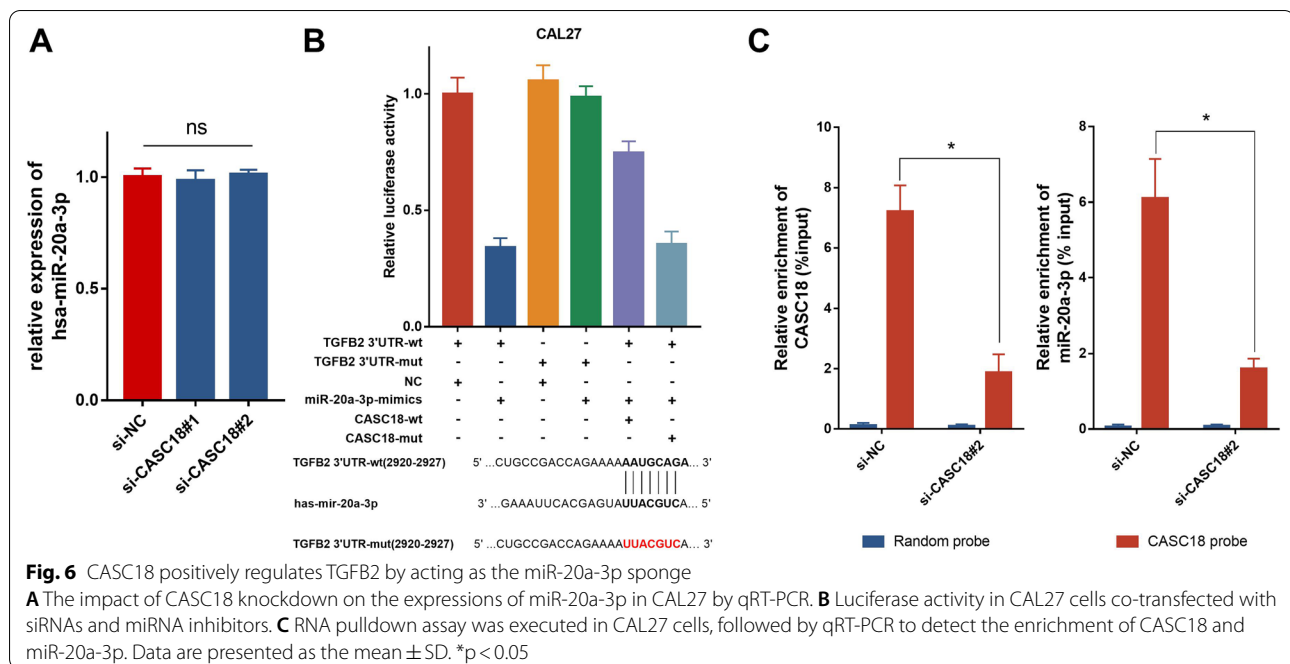 A
relative expression of
hsa-miR-20a-3p
1.0
0.5
0.0
ns
si-NC
si-CASC18#1
si-CASC18#2
B
CAL27
Relative luciferase activity
1.0
0.5
0.0
TGFB2 3'UTR-wt + + - - + +
TGFB2 3'UTR-mut - - + + - -
NC + - + - - -
miR-20a-3p-mimics - + - + + +
CASC18-wt - - - - + -
CASC18-mut - - - - - +
TGFB2 3'UTR-wt(2920-2927) 5' ...CUGCCGACCAGAAAAAAUGCAGA... 3'
has-mir-20a-3p 3' ...GAAAUUCACGAGUAUUACGUCA... 5'
TGFB2 3'UTR-mut(2920-2927) ...CUGCCGACCAGAAAAUUACGUCA... 3'
C
Relative enrichment of
CASC18 (%input)
10
8
6
4
2
0
*
si-NC
si-CASC18#2
Relative enrichment of
miR-20a-3p (% input)
8
6
4
2
0
*
si-NC
si-CASC18#2
Random probe
CASC18 probe
Fig. 6 CASC18 positively regulates TGFB2 by acting as the miR-20a-3p sponge
A The impact of CASC18 knockdown on the expressions of miR-20a-3p in CAL27 by qRT-PCR. B Luciferase activity in CAL27 cells co-transfected with
siRNAs and miRNA inhibitors. C RNA pulldown assay was executed in CAL27 cells, followed by qRT-PCR to detect the enrichment of CASC18 and
miR-20a-3p. Data are presented as the mean ± SD. *p < 0.05